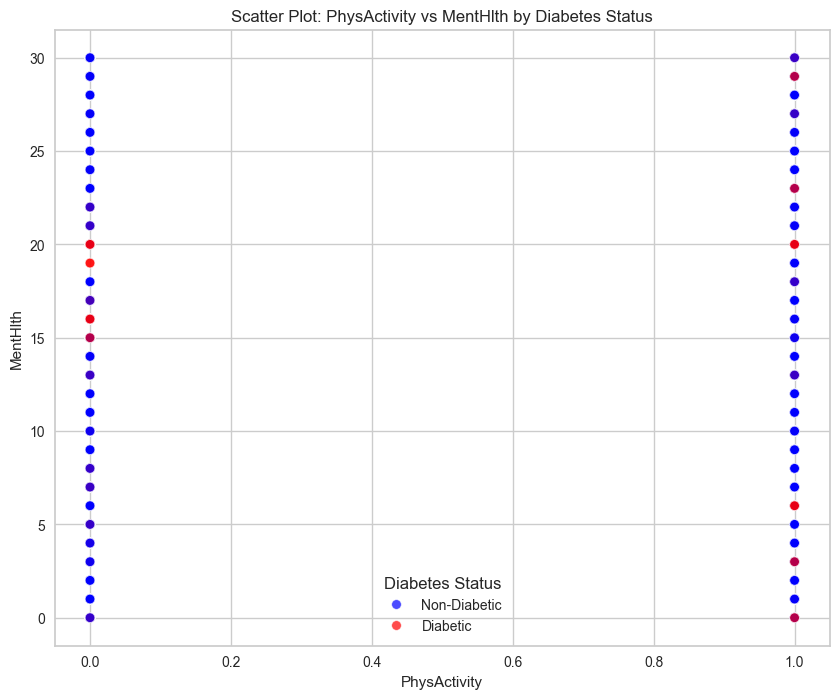 Scatter Plot: PhysActivity vs MentHlth by Diabetes Status
MentHlth
30
25
20
15
10
5
0
Diabetes Status
Non-Diabetic
Diabetic
0.0 0.2 0.4 0.6 0.8 1.0
PhysActivity